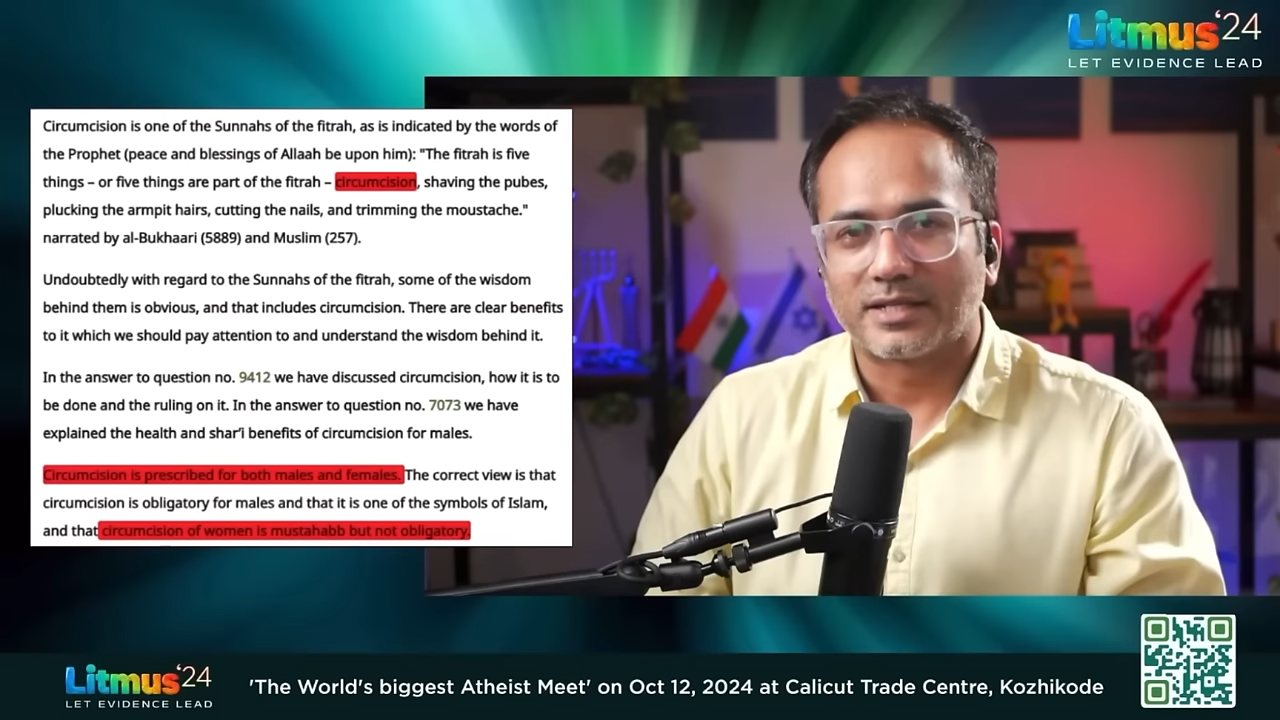 Litmus'24
LET EVIDENCE LEAD
Circumcision is one of the Sunnahs of the fitrah, as is indicated by the words of
the Prophet (peace and blessings of Allaah be upon him): "The fitrah is five
things – or five things are part of the fitrah – circumcision, shaving the pubes,
plucking the armpit hairs, cutting the nails, and trimming the moustache."
narrated by al-Bukhaari (5889) and Muslim (257).
Undoubtedly with regard to the Sunnahs of the fitrah, some of the wisdom
behind them is obvious, and that includes circumcision. There are clear benefits
to it which we should pay attention to and understand the wisdom behind it.
In the answer to question no. 9412 we have discussed circumcision, how it is to
be done and the ruling on it. In the answer to question no. 7073 we have
explained the health and shar’i benefits of circumcision for males.
Circumcision is prescribed for both males and females. The correct view is that
circumcision is obligatory for males and that it is one of the symbols of Islam,
and that circumcision of women is mustahabb but not obligatory.
Litmus'24
LET EVIDENCE LEAD
'The World's biggest Atheist Meet' on Oct 12, 2024 at Calicut Trade Centre, Kozhikode